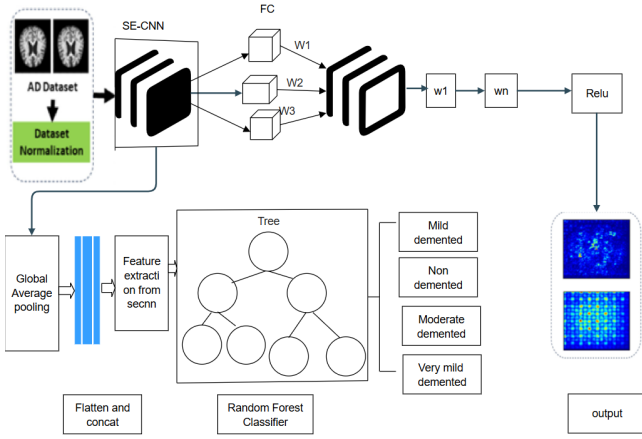 SE-CNN
FC
AD Dataset
Dataset
Normalization
W1
W2
W3
w1
wn
Relu
Global
Average
pooling
Feature
extracti
on from
secnn
Tree
Mild
demented
Non
demented
Moderate
demented
Very mild
demented
Flatten and
concat
Random Forest
Classifier
output